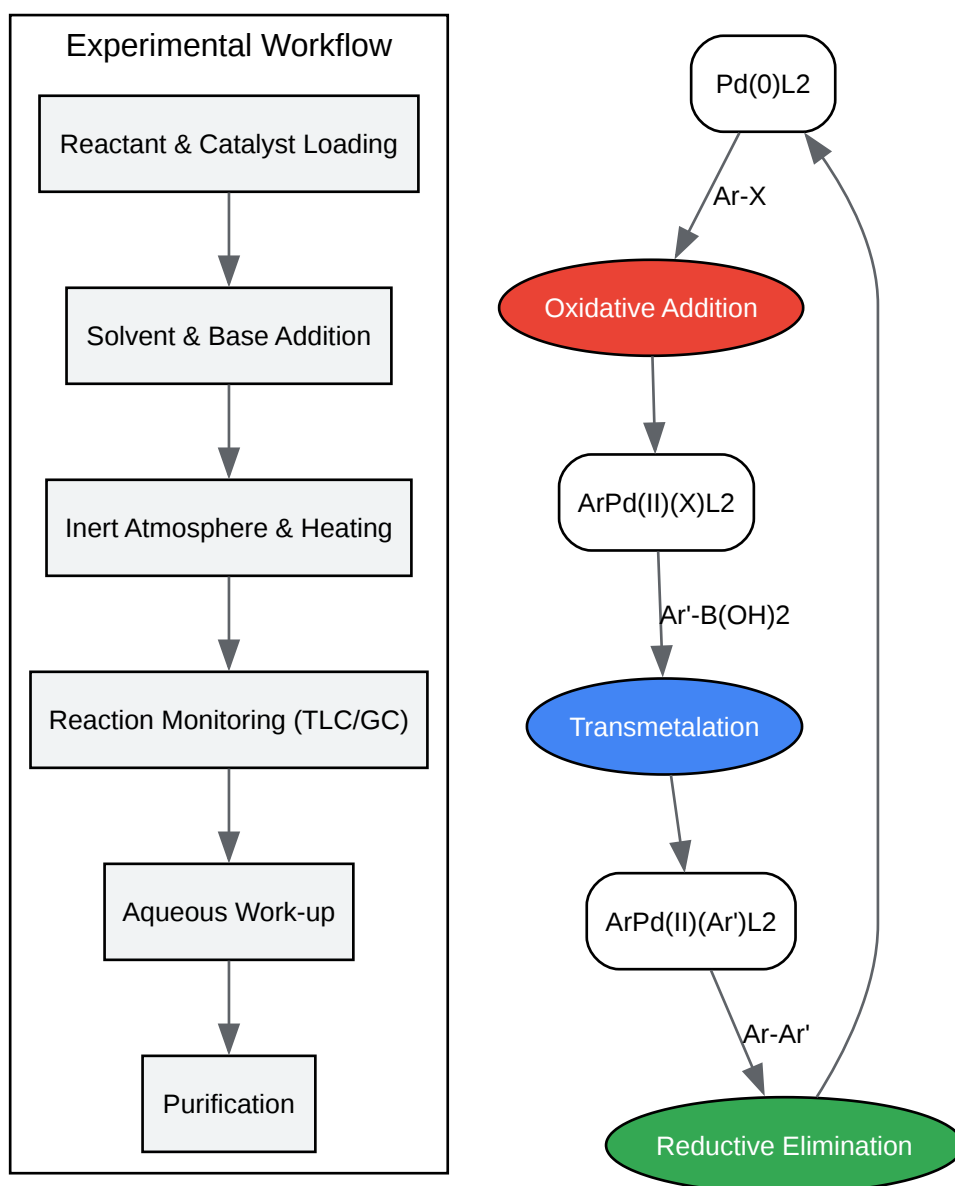 Experimental Workflow
Reactant & Catalyst Loading
Solvent & Base Addition
Inert Atmosphere & Heating
Reaction Monitoring (TLC/GC)
Aqueous Work-up
Purification
Pd(0)L2
Ar-X
Oxidative Addition
ArPd(II)(X)L2
Ar'-B(OH)2
Transmetalation
ArPd(II)(Ar')L2
Ar-Ar'
Reductive Elimination